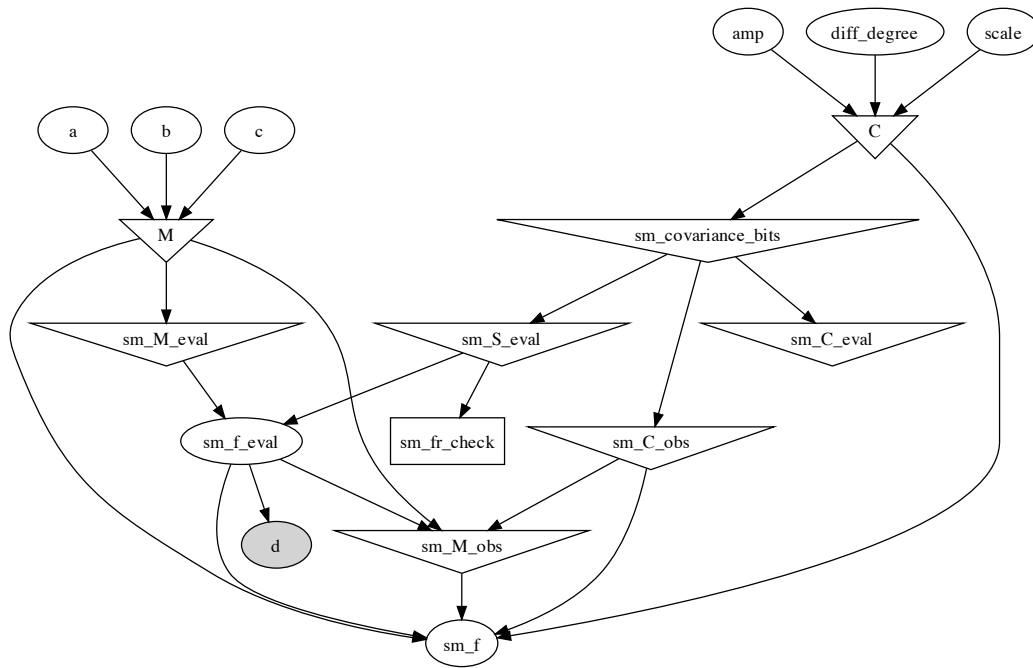 amp
diff_degree
scale
a
b
c
C
M
sm_covariance_bits
sm_M_eval
sm_S_eval
sm_C_eval
sm_f_eval
sm_fr_check
sm_C_obs
d
sm_M_obs
sm_f